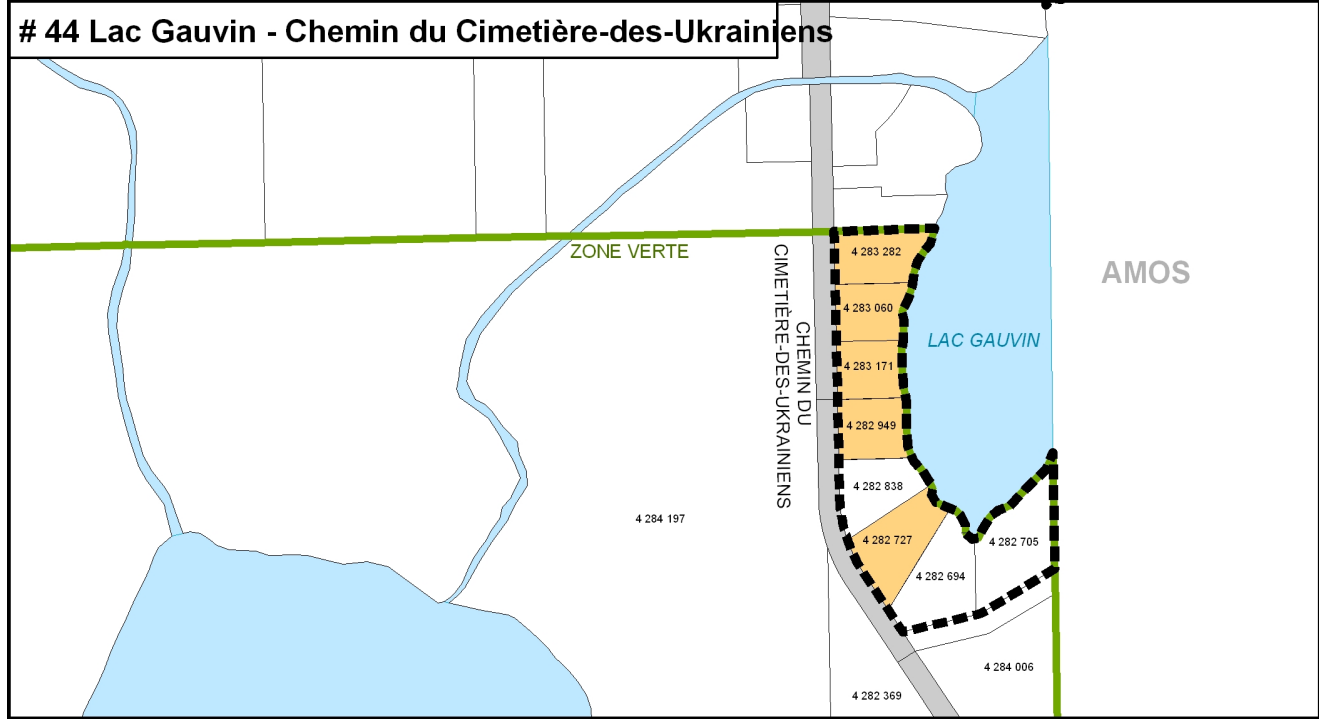 # 44 Lac Gauvin - Chemin du Cimetière-des-Ukrainiens
ZONE VERTE
CHEMIN DU
CIMETIÈRE-DES-UKRAINIENS
4 283 282
AMOS
4 283 060
LAC GAUVIN
4 283 171
4 282 949
4 282 838
4 284 197
4 282 727
4 282 705
4 282 694
4 284 006
4 282 369